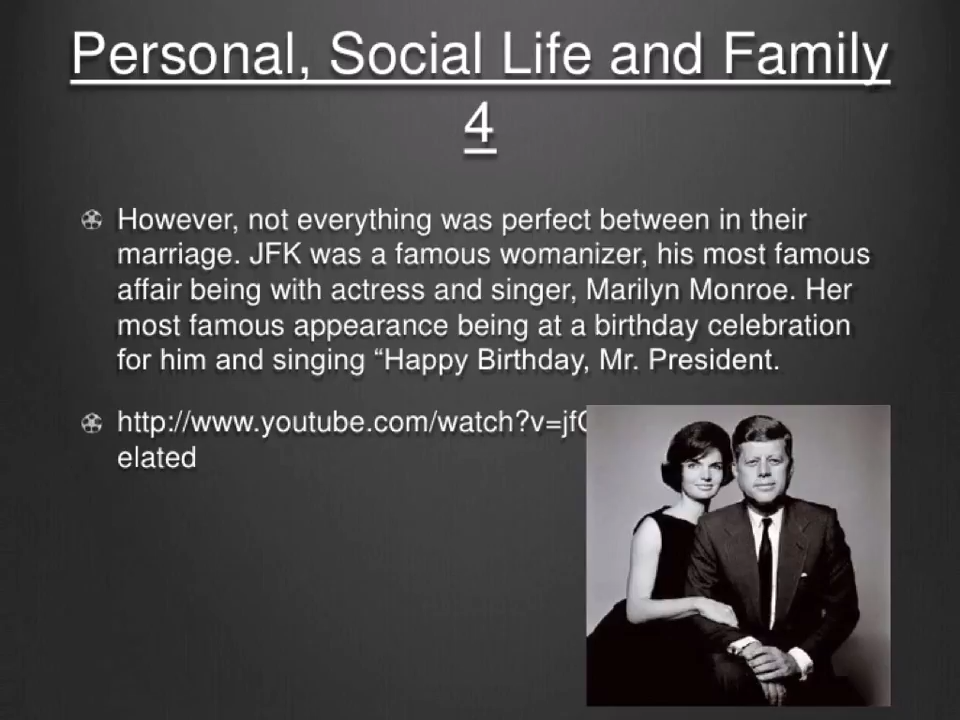 Personal, Social Life and Family
4
However, not everything was perfect between in their
marriage. JFK was a famous womanizer, his most famous
affair being with actress and singer, Marilyn Monroe. Her
most famous appearance being at a birthday celebration
for him and singing “Happy Birthday, Mr. President.
http://www.youtube.com/watch?v=jf
elated